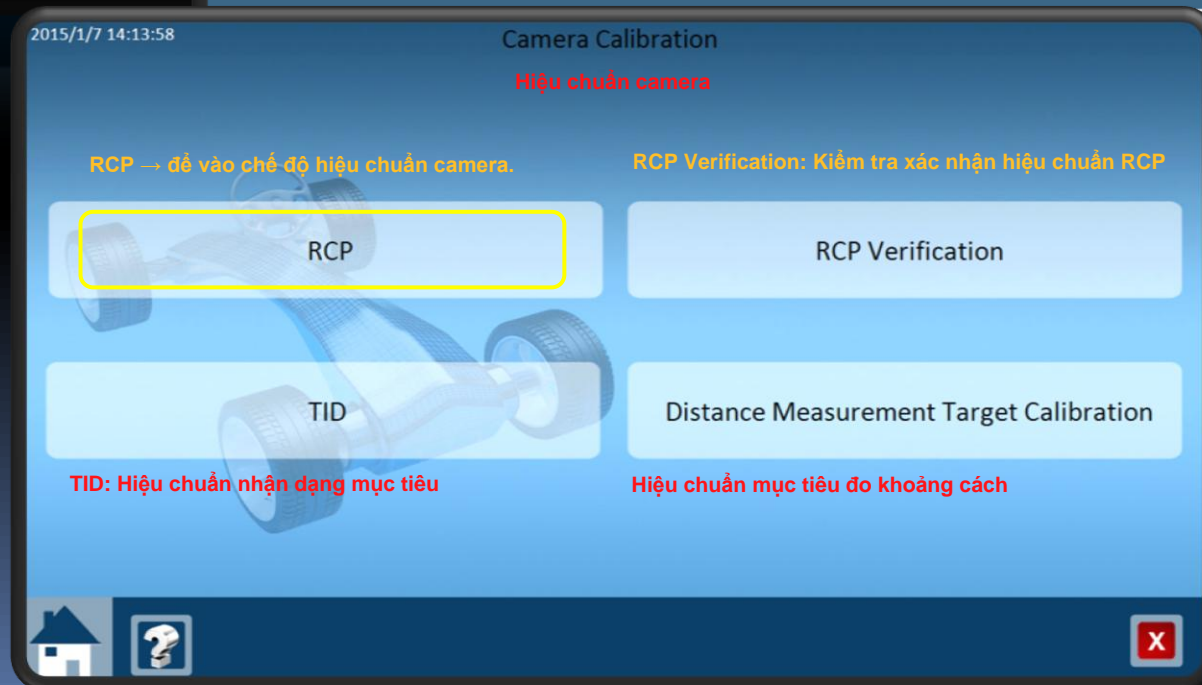 2015/1/7 14:13:58
Camera Calibration
Hiệu chuẩn camera
RCP → để vào chế độ hiệu chuẩn camera.
RCP Verification: Kiểm tra xác nhận hiệu chuẩn RCP
RCP
RCP Verification
TID
Distance Measurement Target Calibration
TID: Hiệu chuẩn nhận dạng mục tiêu
Hiệu chuẩn mục tiêu đo khoảng cách
?
X